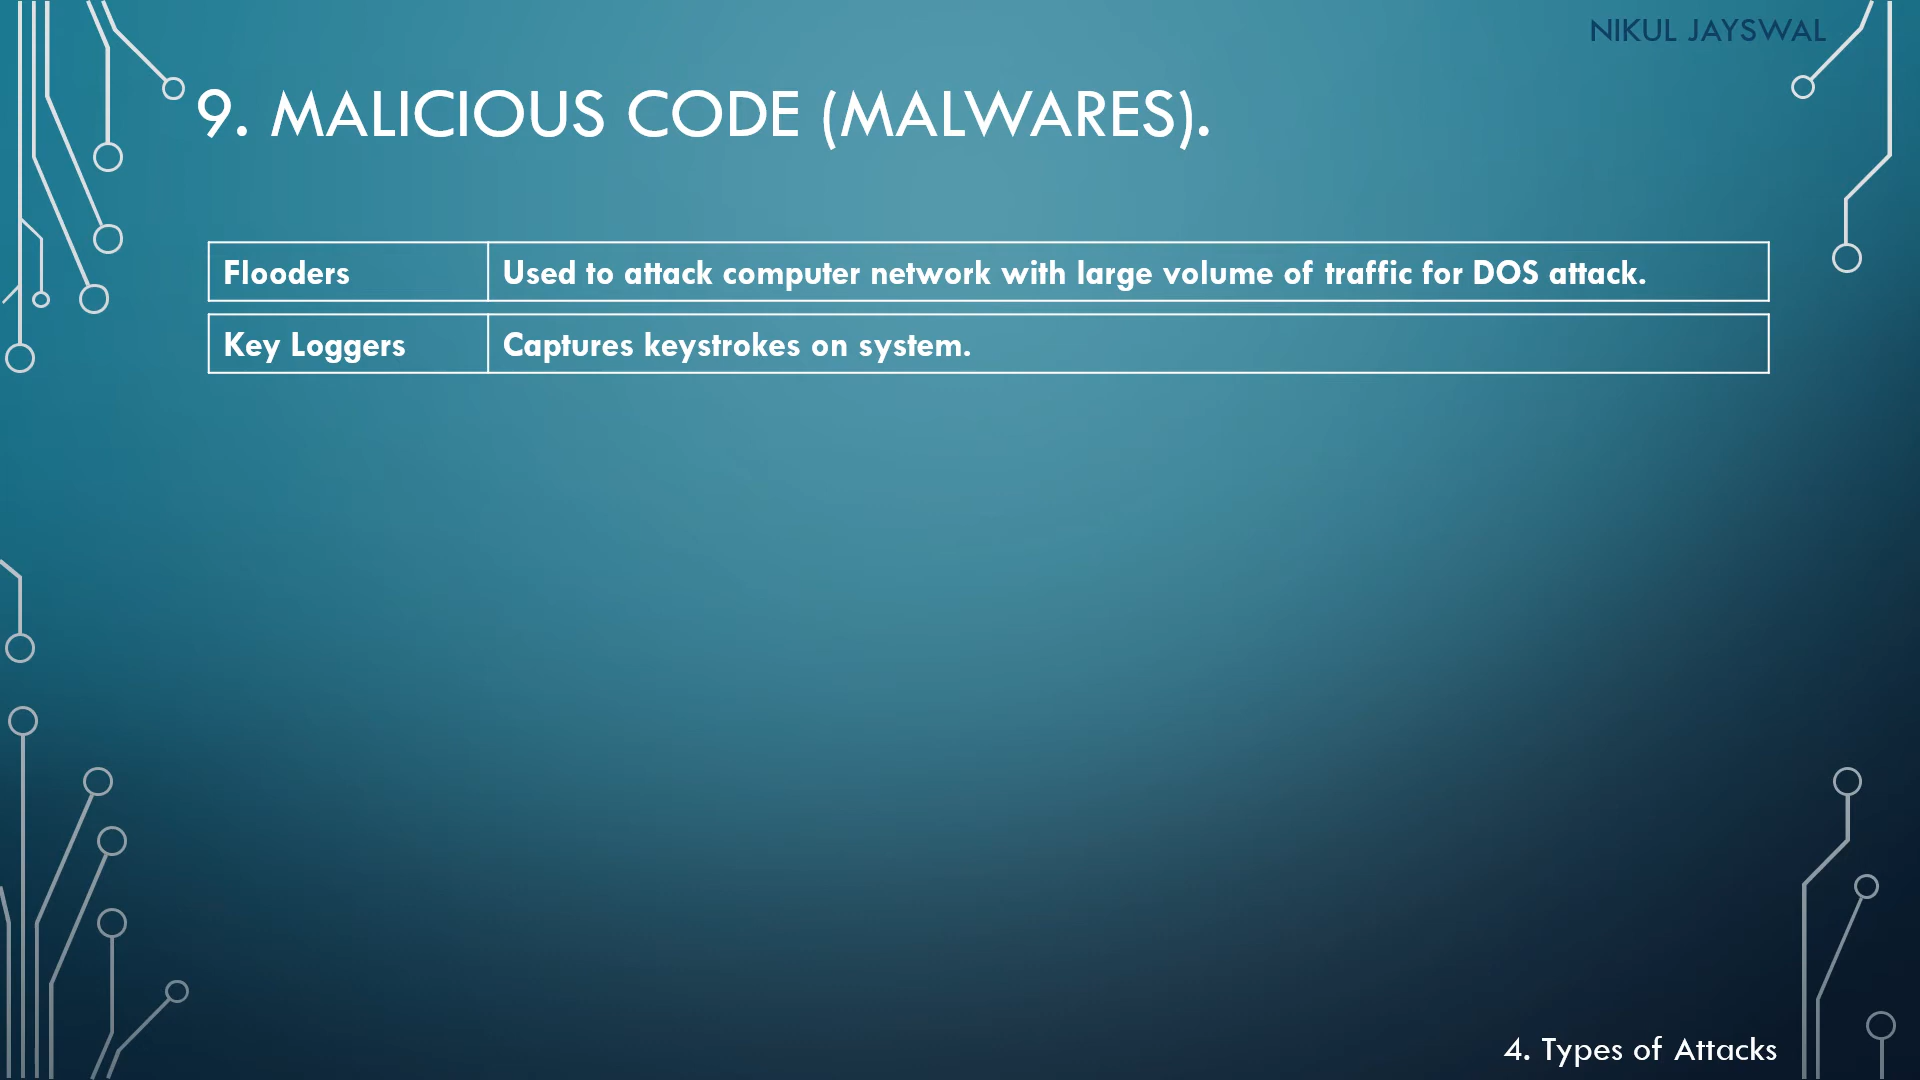 NIKUL JAYSWAL
9. MALICIOUS CODE (MALWARES).
Flooders Used to attack computer network with large volume of traffic for DOS attack.
Key Loggers Captures keystrokes on system.
4. Types of Attacks